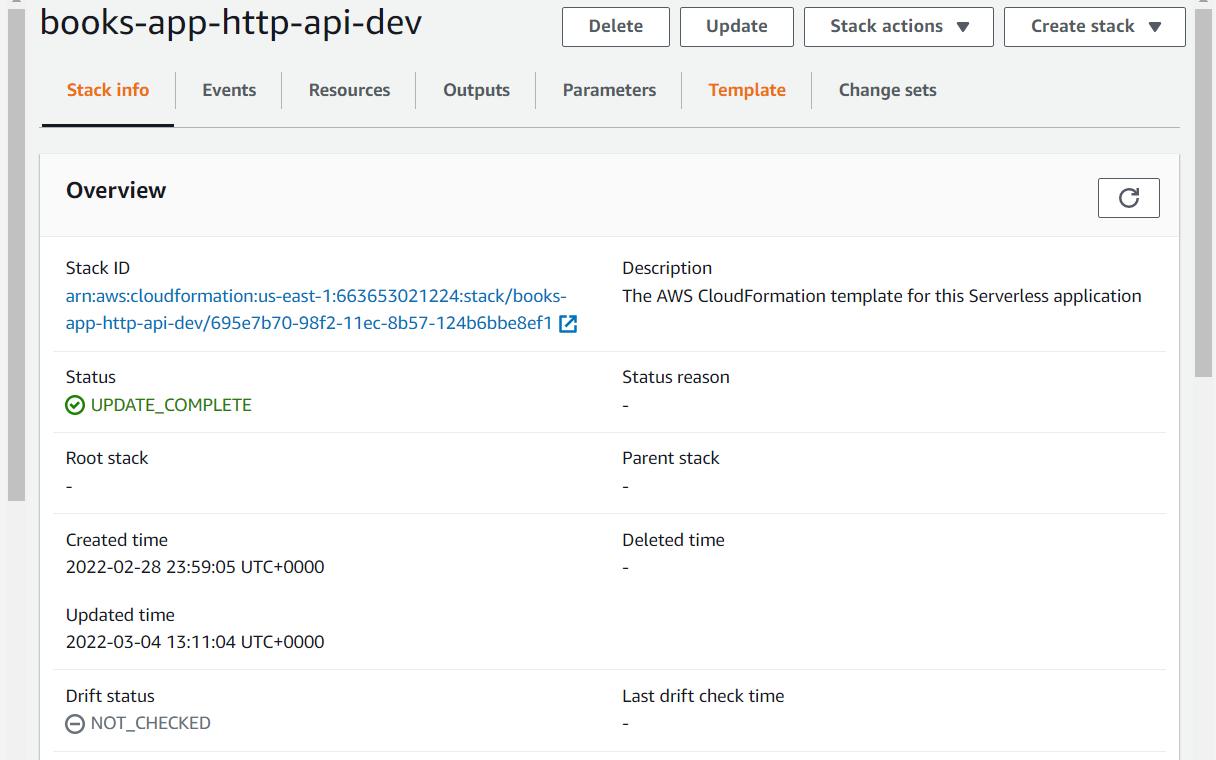 books-app-http-api-dev
Delete
Update
Stack actions
Create stack
Stack info
Events
Resources
Outputs
Parameters
Template
Change sets
Overview
Stack ID
arn:aws:cloudformation:us-east-1:663653021224:stack/books-
app-http-api-dev/695e7b70-98f2-11ec-8b57-124b6bbe8ef1
Description
The AWS CloudFormation template for this Serverless application
Status
UPDATE_COMPLETE
Status reason
-
Root stack
-
Parent stack
-
Created time
2022-02-28 23:59:05 UTC+0000
Deleted time
-
Updated time
2022-03-04 13:11:04 UTC+0000
Drift status
NOT_CHECKED
Last drift check time
-